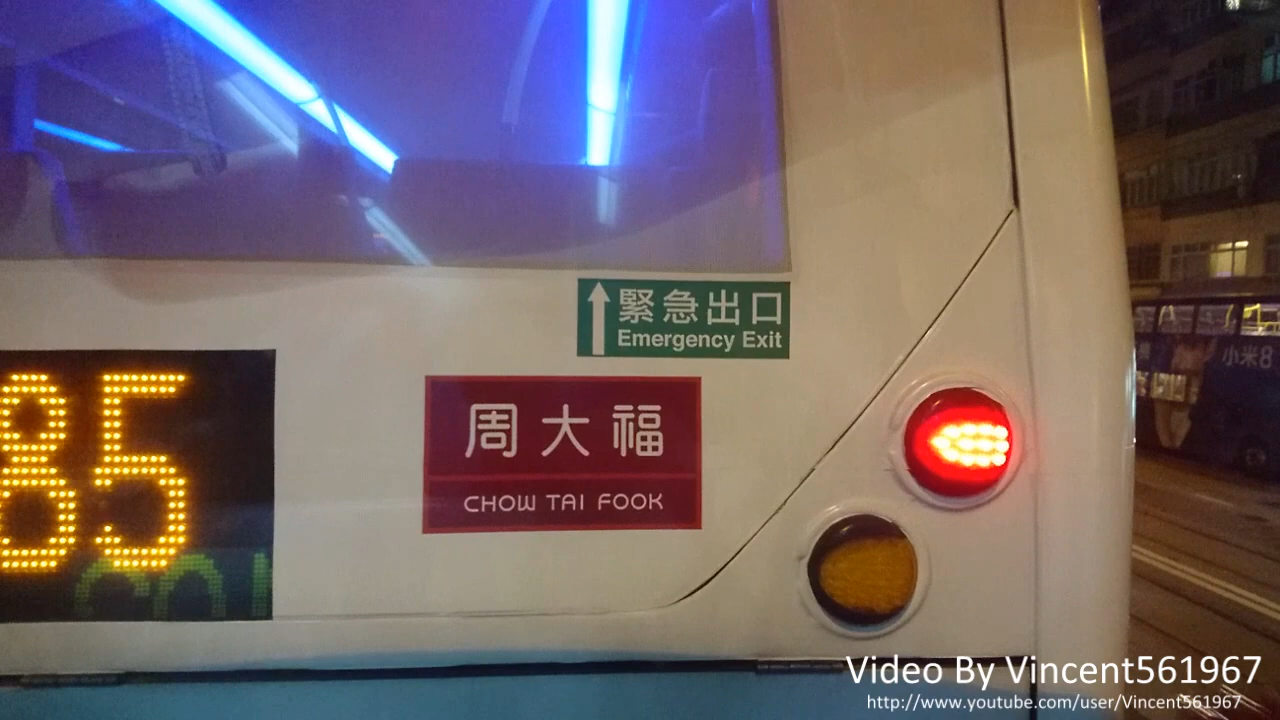 緊急出口
Emergency Exit
85
周大福
CHOW TAI FOOK
小米8
Video By Vincent561967
http://www.youtube.com/user/Vincent561967